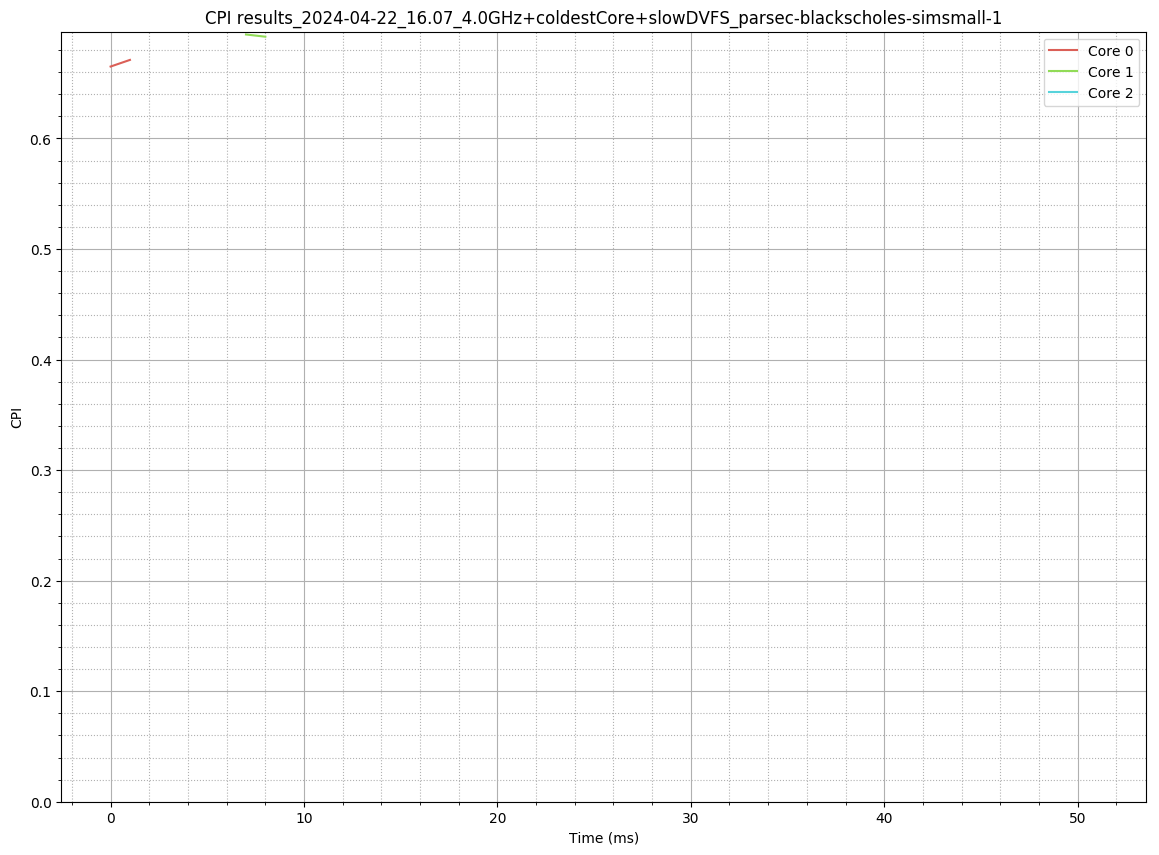 CPI results_2024-04-22_16.07_4.0GHz+coldestCore+slowDVFS_parsec-blackscholes-simsmall-1
Core 0
Core 1
Core 2
0.6
0.5
0.4
0.3
0.2
0.1
0.0
CPI
0 10 20 30 40 50
Time (ms)